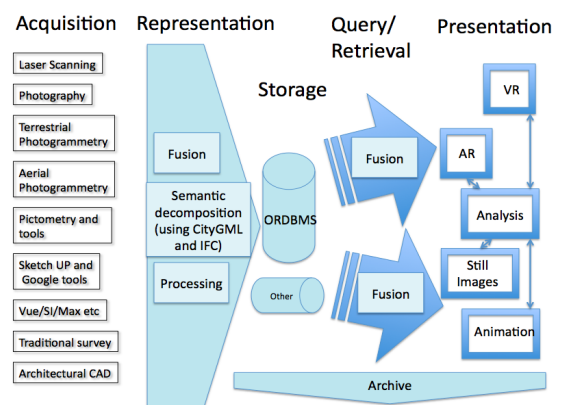 Acquisition
Representation
Query/
Retrieval
Presentation
Storage
Laser Scanning
Photography
Terrestrial
Photogrammetry
Aerial
Photogrammetry
Pictometry and
tools
Sketch UP and
Google tools
Vue/SI/Max etc
Traditional survey
Architectural CAD
Fusion
Semantic
decomposition
(using CityGML
and IFC)
Processing
ORDBMS
Other
Fusion
Fusion
VR
AR
Analysis
Still
Images
Animation
Archive